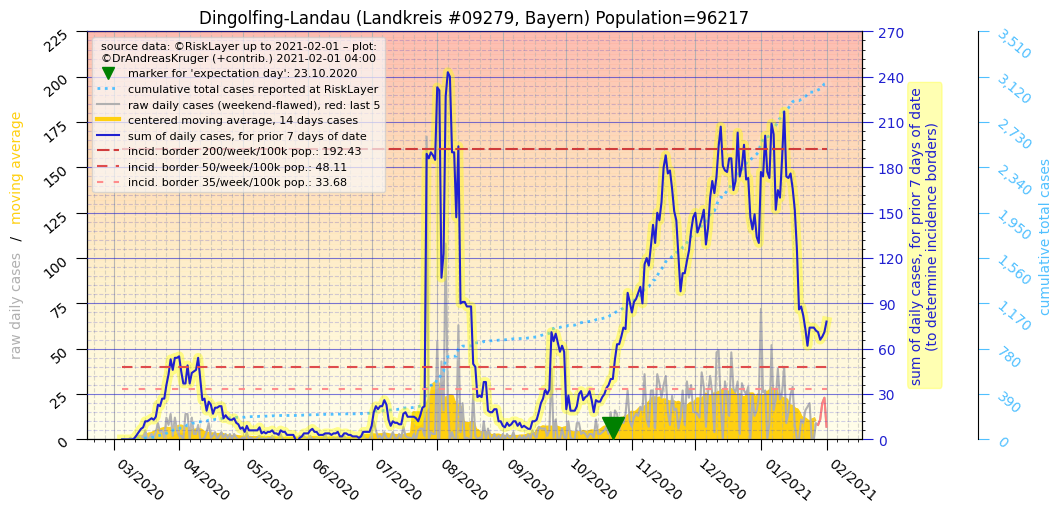 Dingolfing-Landau (Landkreis #09279, Bayern) Population=96217
source data: ©RiskLayer up to 2021-02-01 – plot:
©DrAndreasKruger (+contrib.) 2021-02-01 04:00
marker for 'expectation day': 23.10.2020
cumulative total cases reported at RiskLayer
raw daily cases (weekend-flawed), red: last 5
centered moving average, 14 days cases
sum of daily cases, for prior 7 days of date
incid. border 200/week/100k pop.: 192.43
incid. border 50/week/100k pop.: 48.11
incid. border 35/week/100k pop.: 33.68
raw daily cases / moving average
225
200
175
150
125
100
75
50
25
0
03/2020
04/2020
05/2020
06/2020
07/2020
08/2020
09/2020
10/2020
11/2020
12/2020
01/2021
02/2021
270
240
210
180
150
120
90
60
30
0
sum of daily cases, for prior 7 days of date
(to determine incidence borders)
3,510
3,120
2,730
2,340
1,950
1,560
1,170
780
390
0
cumulative total cases